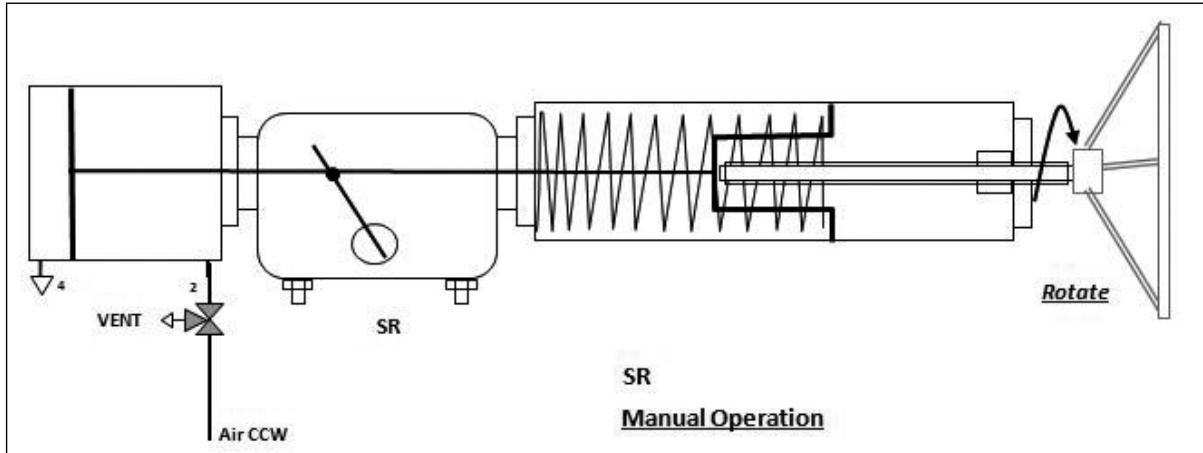 4
2
VENT
Air CCW
SR
SR
Manual Operation
Rotate